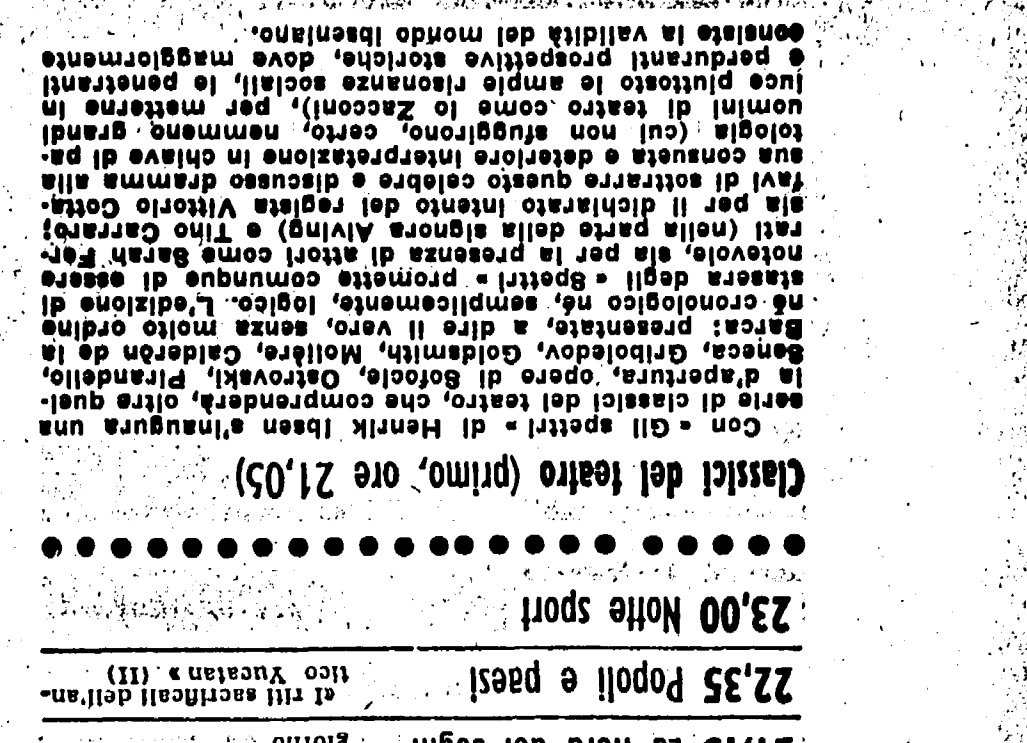 giorno
22,35 Popoli e paesi
«I riti sacrificali dell'an-
tico Yucatan» (II)
23,00 Notte sport
Classici del teatro (primo, ore 21,05)
Con « Gli spettri » di Henrik Ibsen s'inaugura una
serie di classici del teatro, che comprenderà, oltre quel-
la d'apertura, opere di Sofocle, Ostrovski, Pirandello,
Seneca, Griboedov, Goldsmith, Molière, Calderòn de la
Barca: presentate, a dire il vero, senza molto ordine
né cronologico né, semplicemente, logico. L'edizione di
stasera degli « Spettri » promette comunque di essere
notevole, sia per la presenza di attori come Sarah Fer-
rati (nella parte della signora Alving) e Tino Carraro;
sia per il dichiarato intento del regista Vittorio Cotta-
favi di sottrarre questo celebre e discusso dramma alla
sua consueta e deteriore interpretazione in chiave di pa-
tologia (cui non sfuggirono, certo, nemmeno grandi
uomini di teatro come lo Zacconi), per metterne in
luce piuttosto le ampie risonanze sociali, le penetranti
e perduranti prospettive storiche, dove maggiormente
consiste la validità del mondo ibseniano.